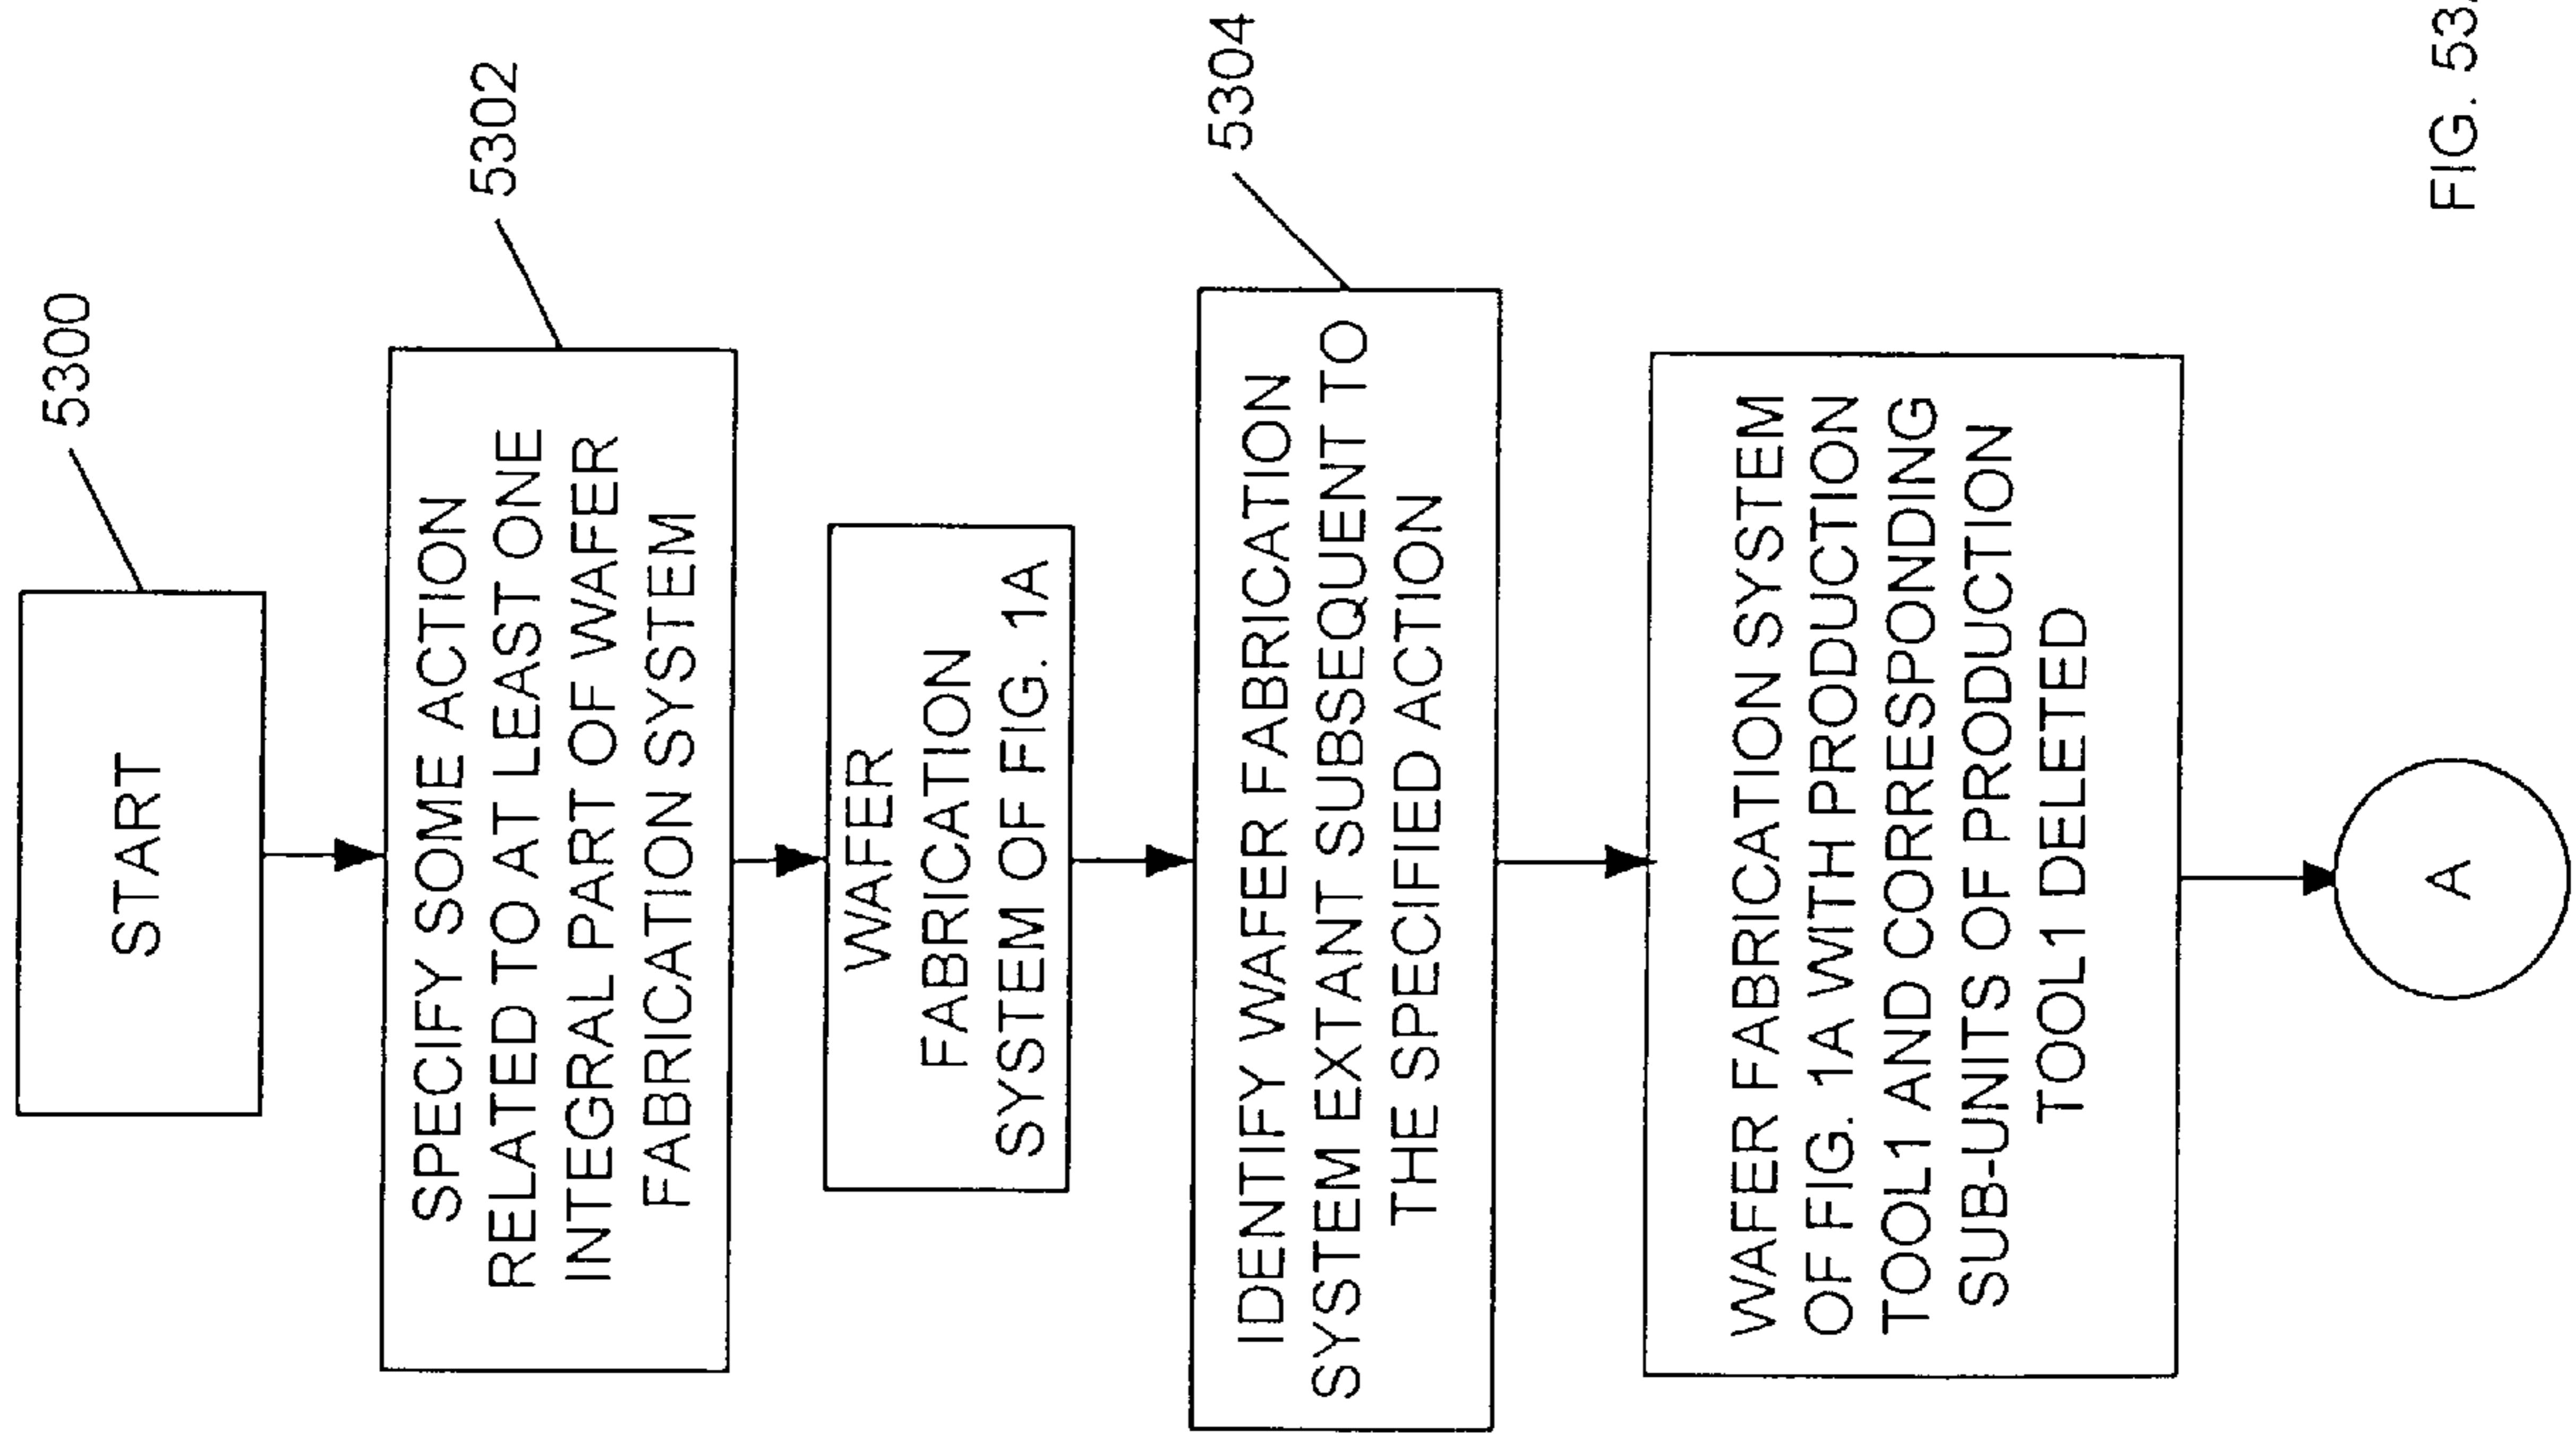 START
5300
SPECIFY SOME ACTION
RELATED TO AT LEAST ONE
INTEGRAL PART OF WAFER
FABRICATION SYSTEM
5302
WAFER
FABRICATION
SYSTEM OF FIG. 1A
IDENTIFY WAFER FABRICATION
SYSTEM EXTANT SUBSEQUENT TO
THE SPECIFIED ACTION
5304
WAFER FABRICATION SYSTEM
OF FIG. 1A WITH PRODUCTION
TOOL1 AND CORRESPONDING
SUB-UNITS OF PRODUCTION
TOOL1 DELETED
A
FIG.